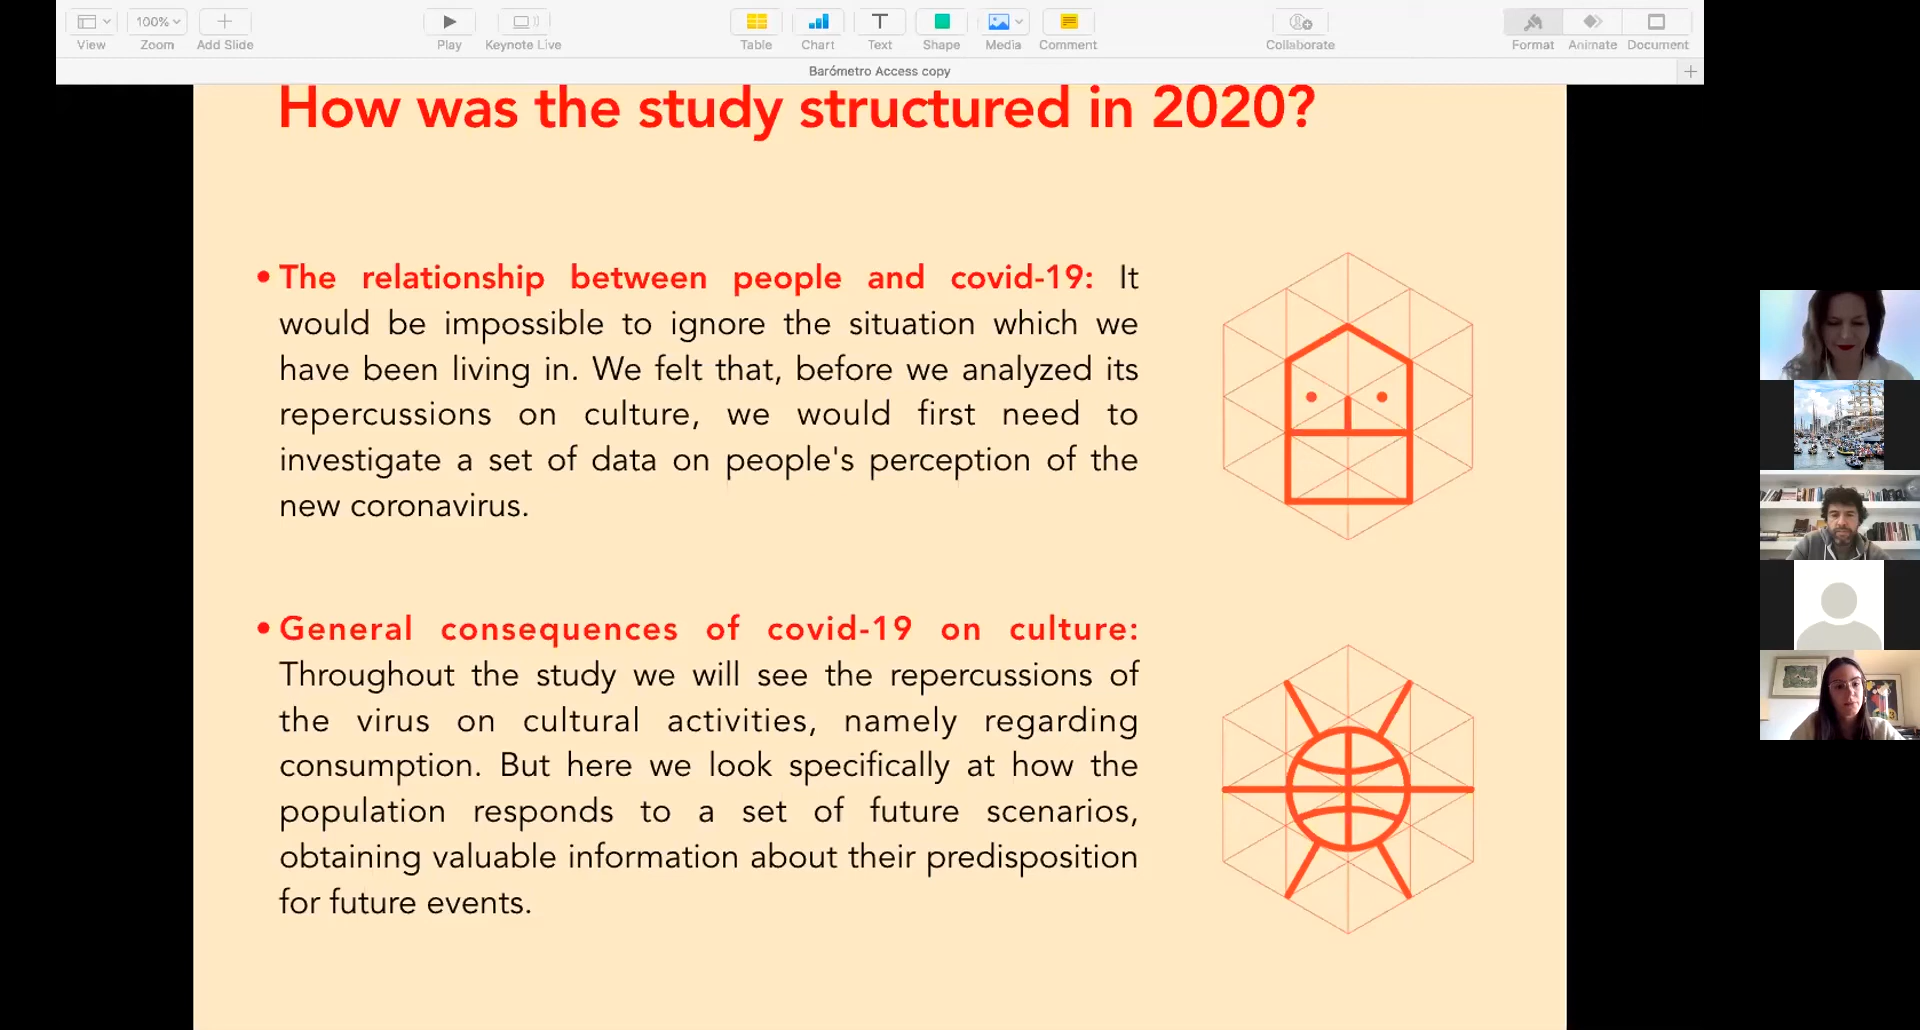 100%
View
Zoom
Add Slide
Play
Keynote Live
Table
Chart
Text
Shape
Media
Comment
Collaborate
Format
Animate
Document
Barómetro Access copy
How was the study structured in 2020?
• The relationship between people and covid-19: It
would be impossible to ignore the situation which we
have been living in. We felt that, before we analyzed its
repercussions on culture, we would first need to
investigate a set of data on people's perception of the
new coronavirus.
• General consequences of covid-19 on culture:
Throughout the study we will see the repercussions of
the virus on cultural activities, namely regarding
consumption. But here we look specifically at how the
population responds to a set of future scenarios,
obtaining valuable information about their predisposition
for future events.